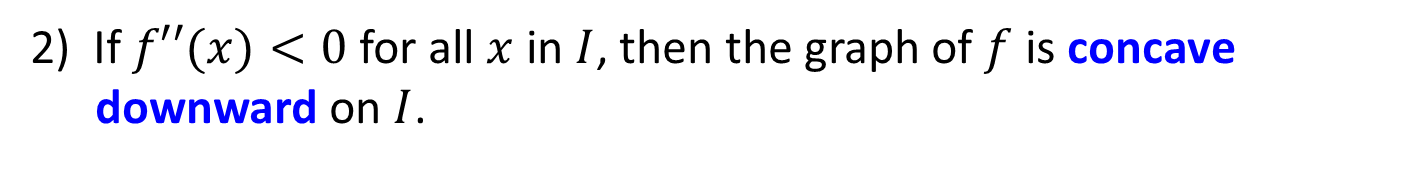 2) If 𝑓′′(𝑥) < 0 for all 𝑥 in 𝐼, then the graph of 𝑓 is concave
downward on 𝐼.